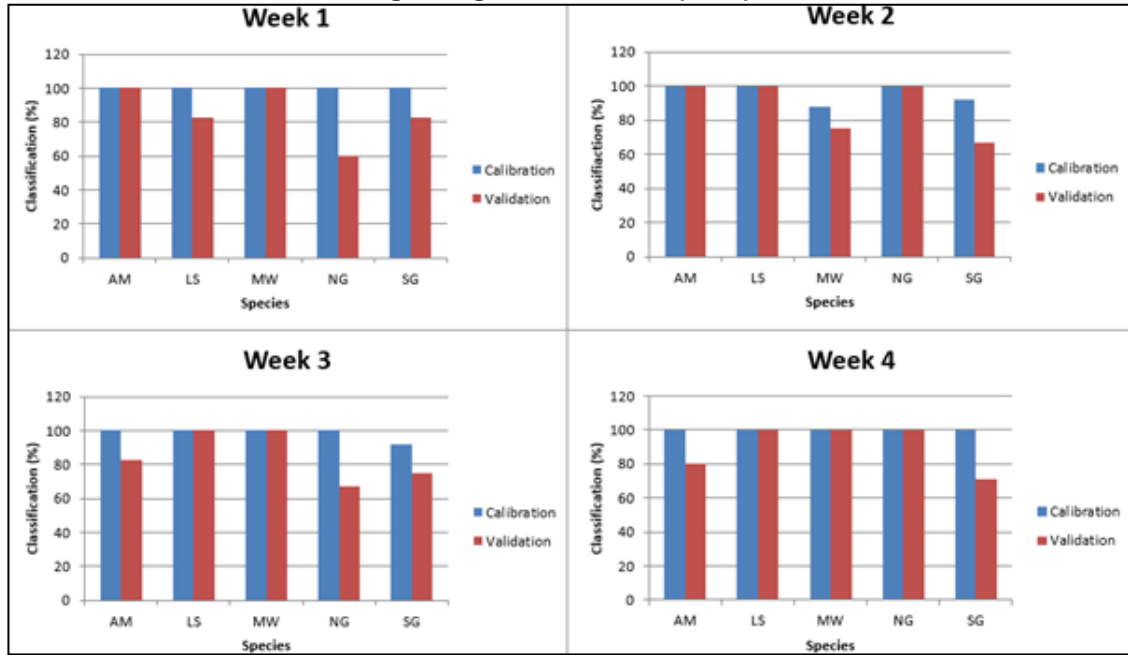 Week 1
120
100
80
60
40
20
0
Classification (%)
AM LS MW NG SG
Species
Calibration
Validation
Week 2
120
100
80
60
40
20
0
Classifiaction (%)
AM LS MW NG SG
Species
Calibration
Validation
Week 3
120
100
80
60
40
20
0
Classification (%)
AM LS MW NG SG
Species
Calibration
Validation
Week 4
120
100
80
60
40
20
0
Classification (%)
AM LS MW NG SG
Species
Calibration
Validation